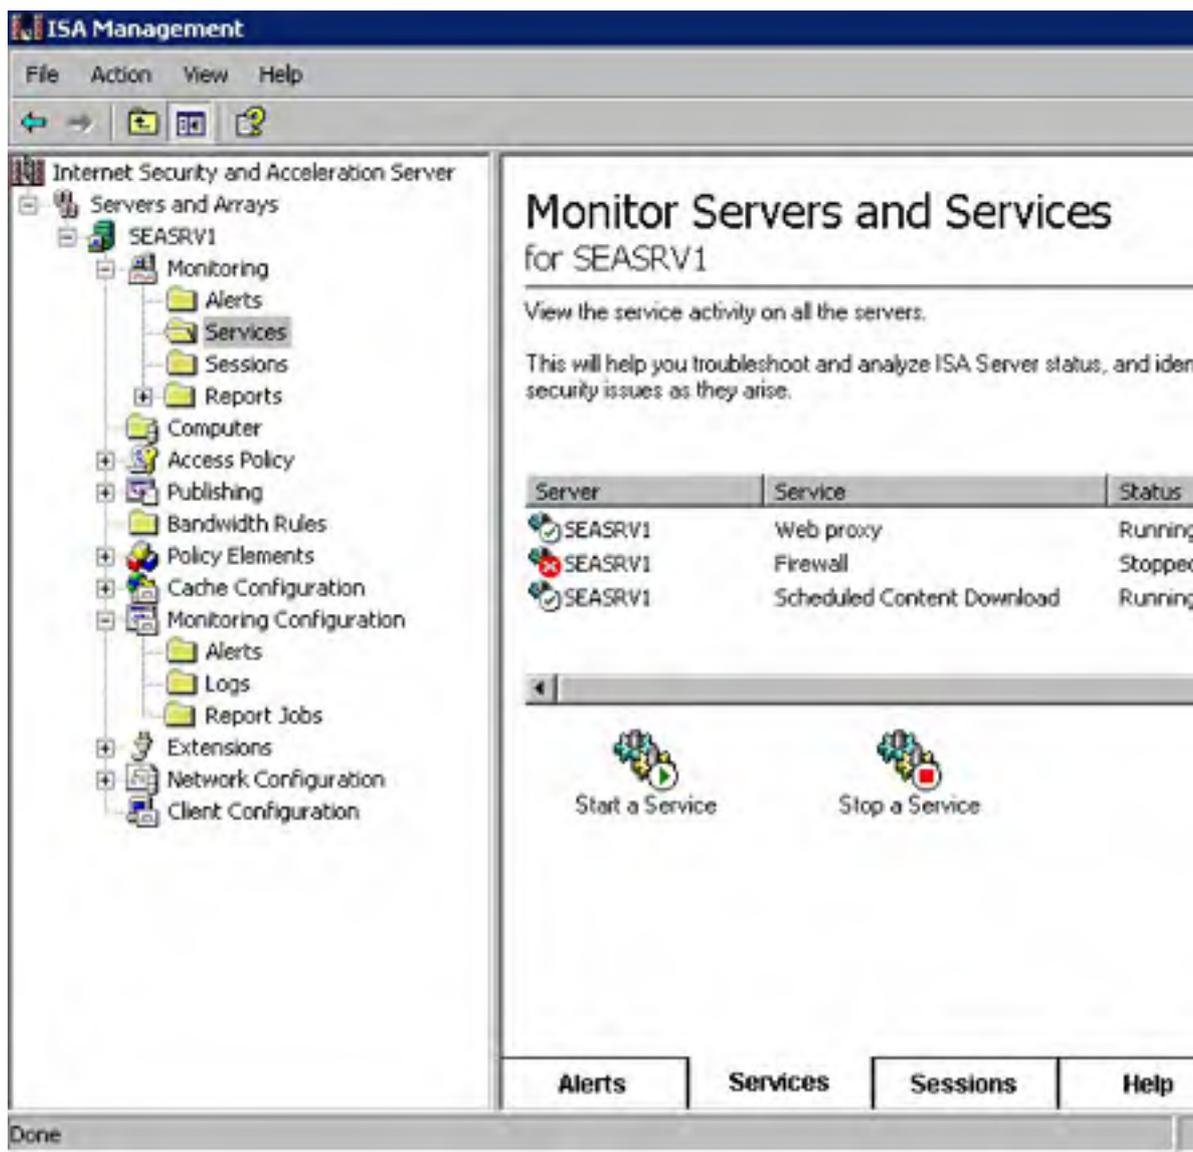 ISA Management
File Action View Help
Internet Security and Acceleration Server
Servers and Arrays
SEASRV1
Monitoring
Alerts
Services
Sessions
Reports
Computer
Access Policy
Publishing
Bandwidth Rules
Policy Elements
Cache Configuration
Monitoring Configuration
Alerts
Logs
Report Jobs
Extensions
Network Configuration
Client Configuration
Monitor Servers and Services
for SEASRV1
View the service activity on all the servers.
This will help you troubleshoot and analyze ISA Server status, and iden
security issues as they arise.
Server Service Status
SEASRV1 Web proxy Running
SEASRV1 Firewall Stopped
SEASRV1 Scheduled Content Download Running
Start a Service Stop a Service
Alerts Services Sessions Help
Done